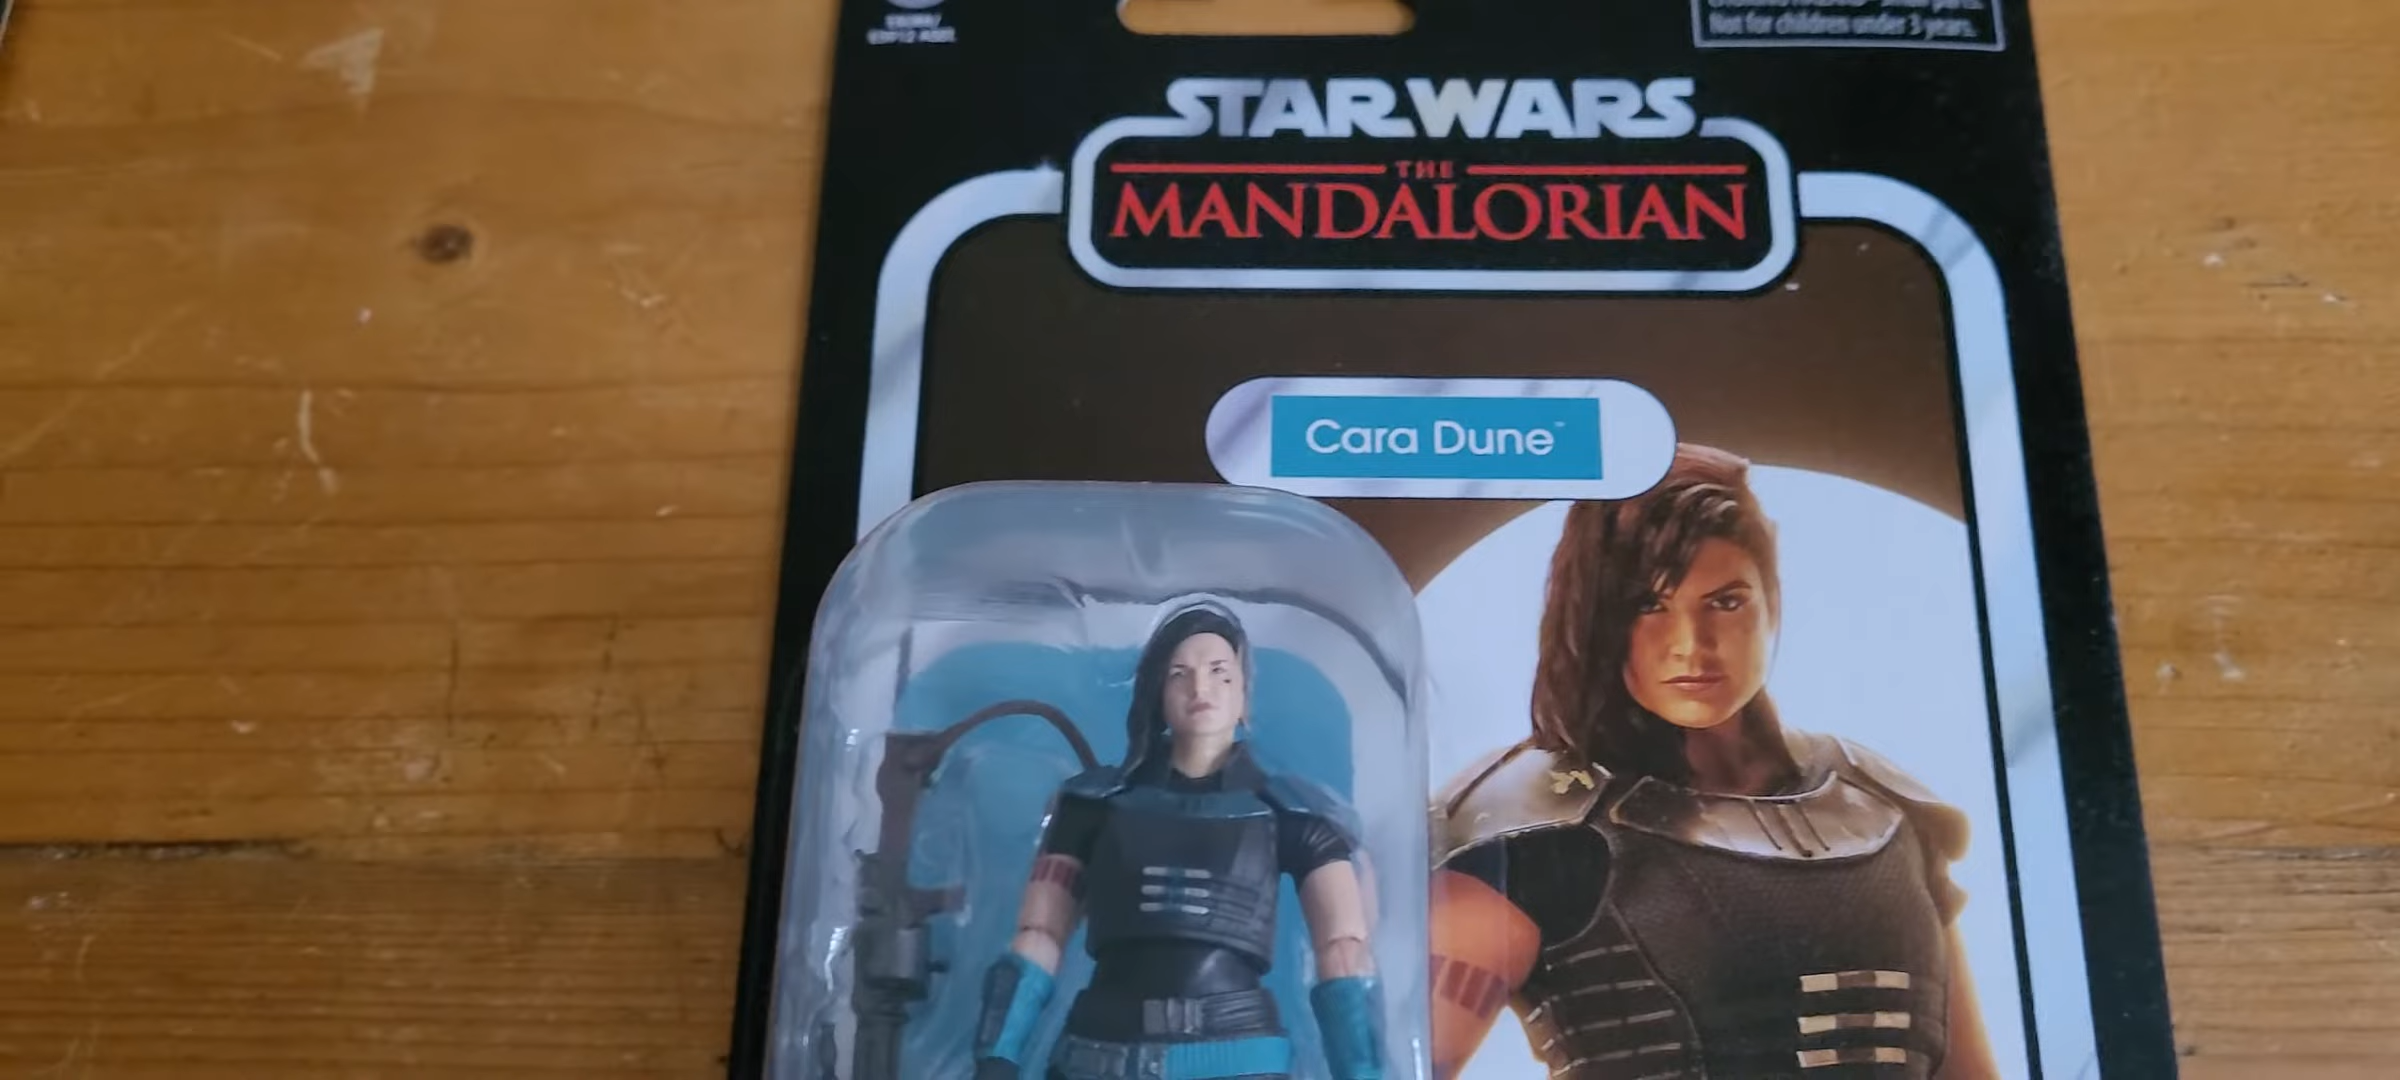 Not for children under 3 years.
STAR WARS
THE
MANDALORIAN
Cara Dune™